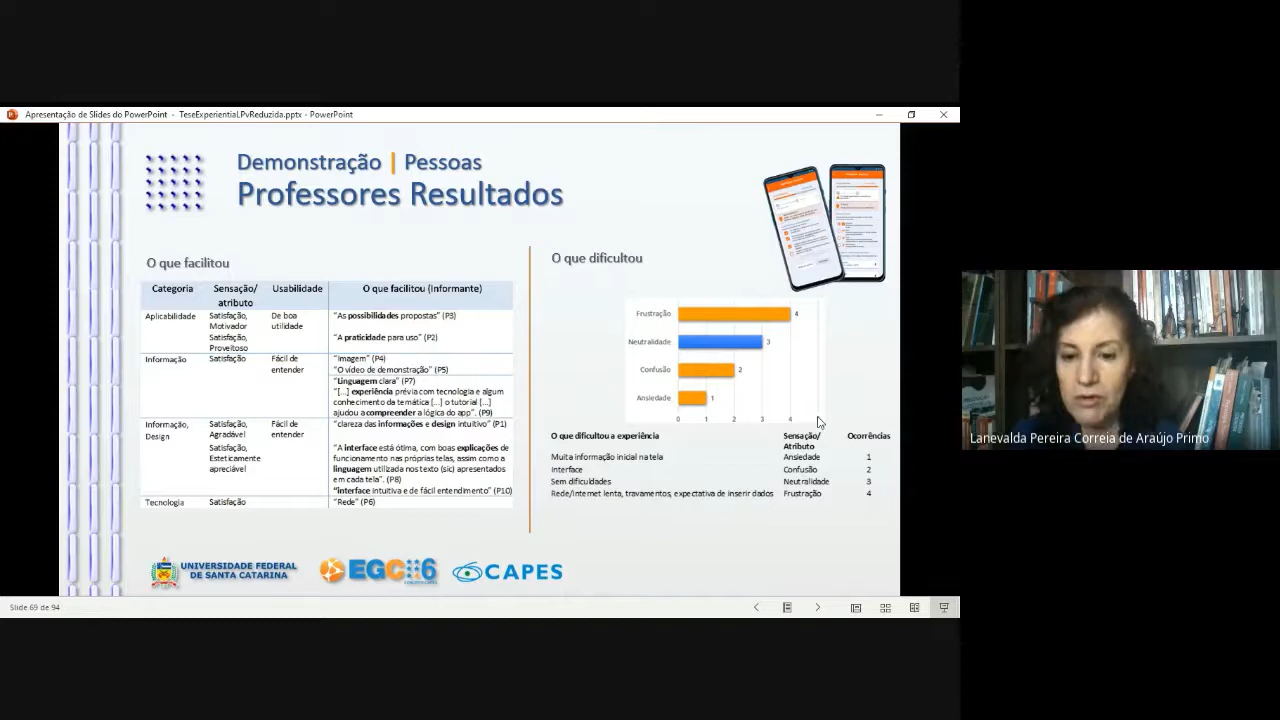 Apresentação de Slides do PowerPoint - TeseExperiential.PvReduzida.pptx - PowerPoint
Demonstração | Pessoas
Professores Resultados
O que facilitou
Categoria Sensação/ atributo Usabilidade O que facilitou (Informante)
Aplicabilidade Satisfação, Motivador De boa utilidade "As possibilidades propostas" (P3)
Satisfação, Proveitoso "A praticidade para uso" (P2)
Informação Satisfação Fácil de entender "Imagem" (P4)
"O vídeo de demonstração" (P5)
"Linguagem clara" (P7)
"[...] experiência prévia com tecnologia e algum
conhecimento da temática [...] o tutorial [...]
ajudou a compreender a lógica do app". (P9)
Informação, Design Satisfação, Agradável Fácil de entender "clareza das informações e design intuitivo" (P1)
Satisfação, Esteticamente apreciável "A interface está ótima, com boas explicações de
funcionamento nas próprias telas, assim como a
linguagem utilizada nos texto (sic) apresentados
em cada tela". (P8)
"interface intuitiva e de fácil entendimento" (P10)
Tecnologia Satisfação "Rede" (P6)
O que dificultou
Frustração 4
Neutralidade 3
Confusão 2
Ansiedade 1
0 1 2 3 4
O que dificultou a experiência Sensação/ Atributo Ocorrências
Muita informação inicial na tela Ansiedade 1
Interface Confusão 2
Sem dificuldades Neutralidade 3
Rede/Internet lenta, travamentos, expectativa de inserir dados Frustração 4
UNIVERSIDADE FEDERAL
DE SANTA CATARINA
EGC
6
CAPES
Slide 69 de 94
Lanevalda Pereira Correia de Araújo Primo